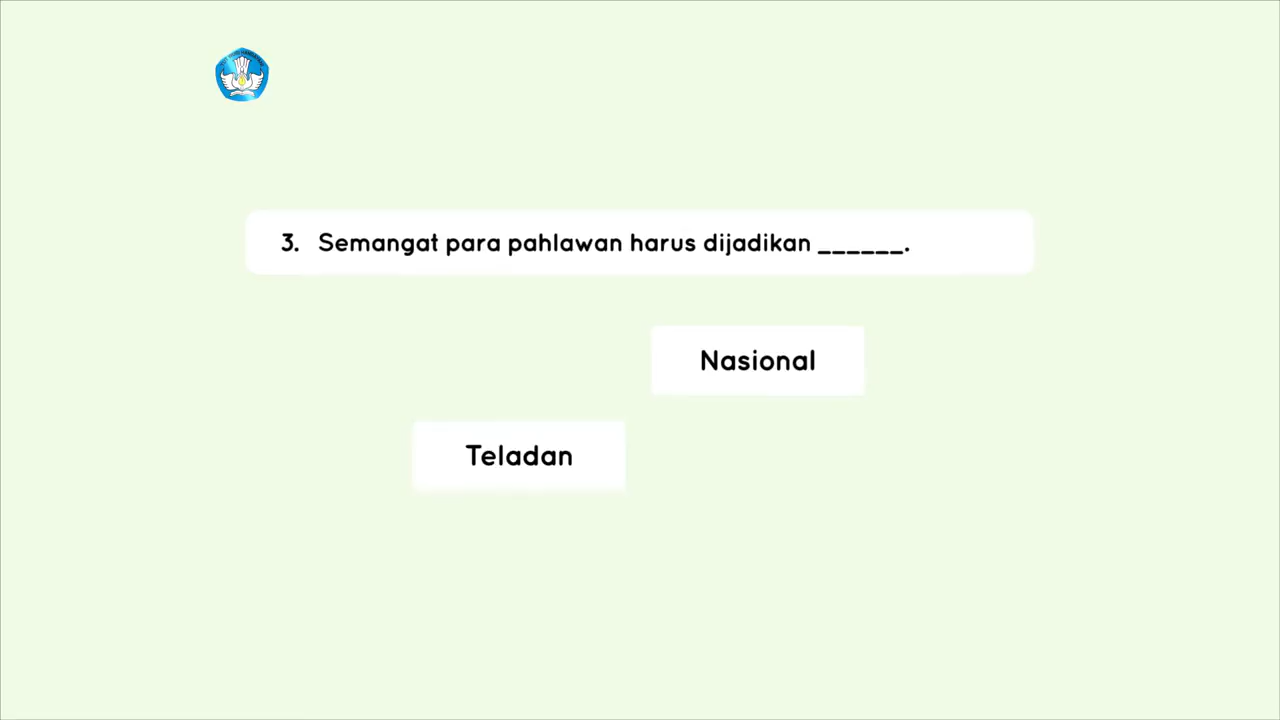 3. Semangat para pahlawan harus dijadikan ______.
Nasional
Teladan